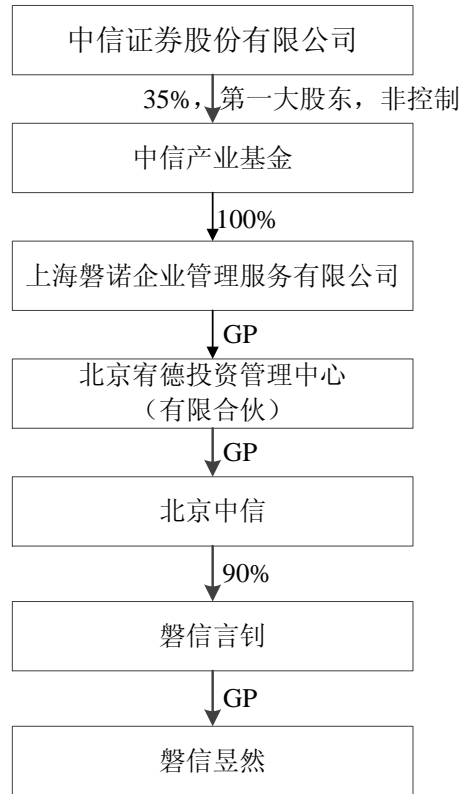 中信证券股份有限公司
35%，第一大股东，非控制
中信产业基金
100%
上海磐诺企业管理服务有限公司
GP
北京宥德投资管理中心
（有限合伙）
GP
北京中信
90%
磐信言钊
GP
磐信昱然